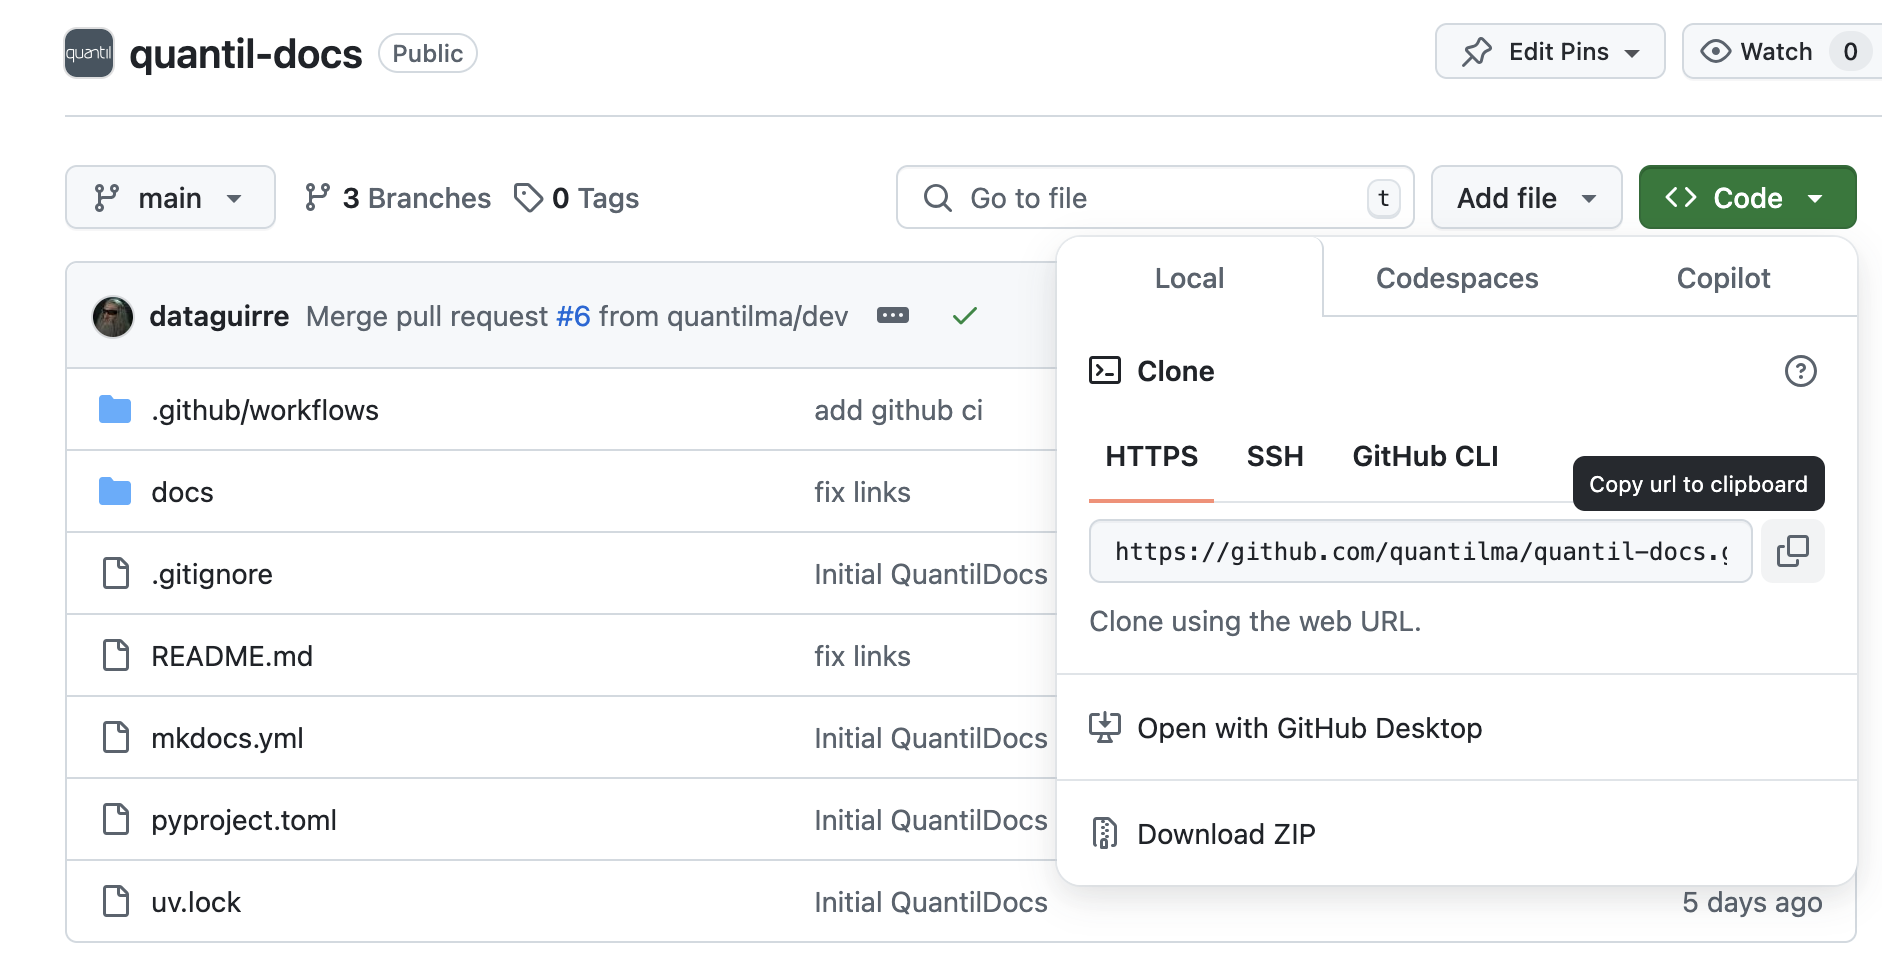 quantil quantil-docs Public Edit Pins Watch 0
main 3 Branches 0 Tags Go to file t Add file Code
Local Codespaces Copilot
dataguirre Merge pull request #6 from quantilma/dev
Clone
.github/workflows add github ci
HTTPS SSH GitHub CLI
Copy url to clipboard
docs fix links
https://github.com/quantilma/quantil-docs.g
.gitignore Initial QuantilDocs
Clone using the web URL.
README.md fix links
mkdocs.yml Initial QuantilDocs
Open with GitHub Desktop
pyproject.toml Initial QuantilDocs
Download ZIP
uv.lock Initial QuantilDocs 5 days ago